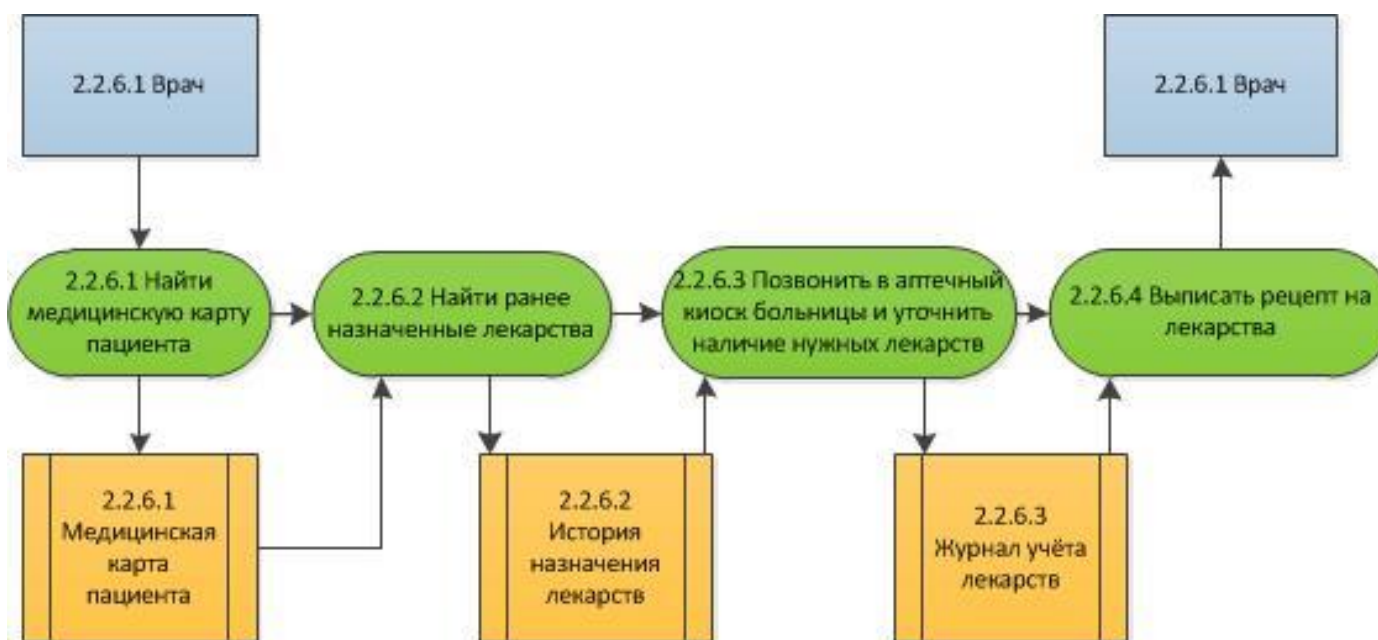 2.2.6.1 Врач
2.2.6.1 Врач
2.2.6.1 Найти
медицинскую карту
пациента
2.2.6.2 Найти ранее
назначенные лекарства
2.2.6.3 Позвонить в аптечный
киоск больницы и уточнить
наличие нужных лекарств
2.2.6.4 Выписать рецепт на
лекарства
2.2.6.1
Медицинская
карта
пациента
2.2.6.2
История
назначения
лекарств
2.2.6.3
Журнал учёта
лекарств